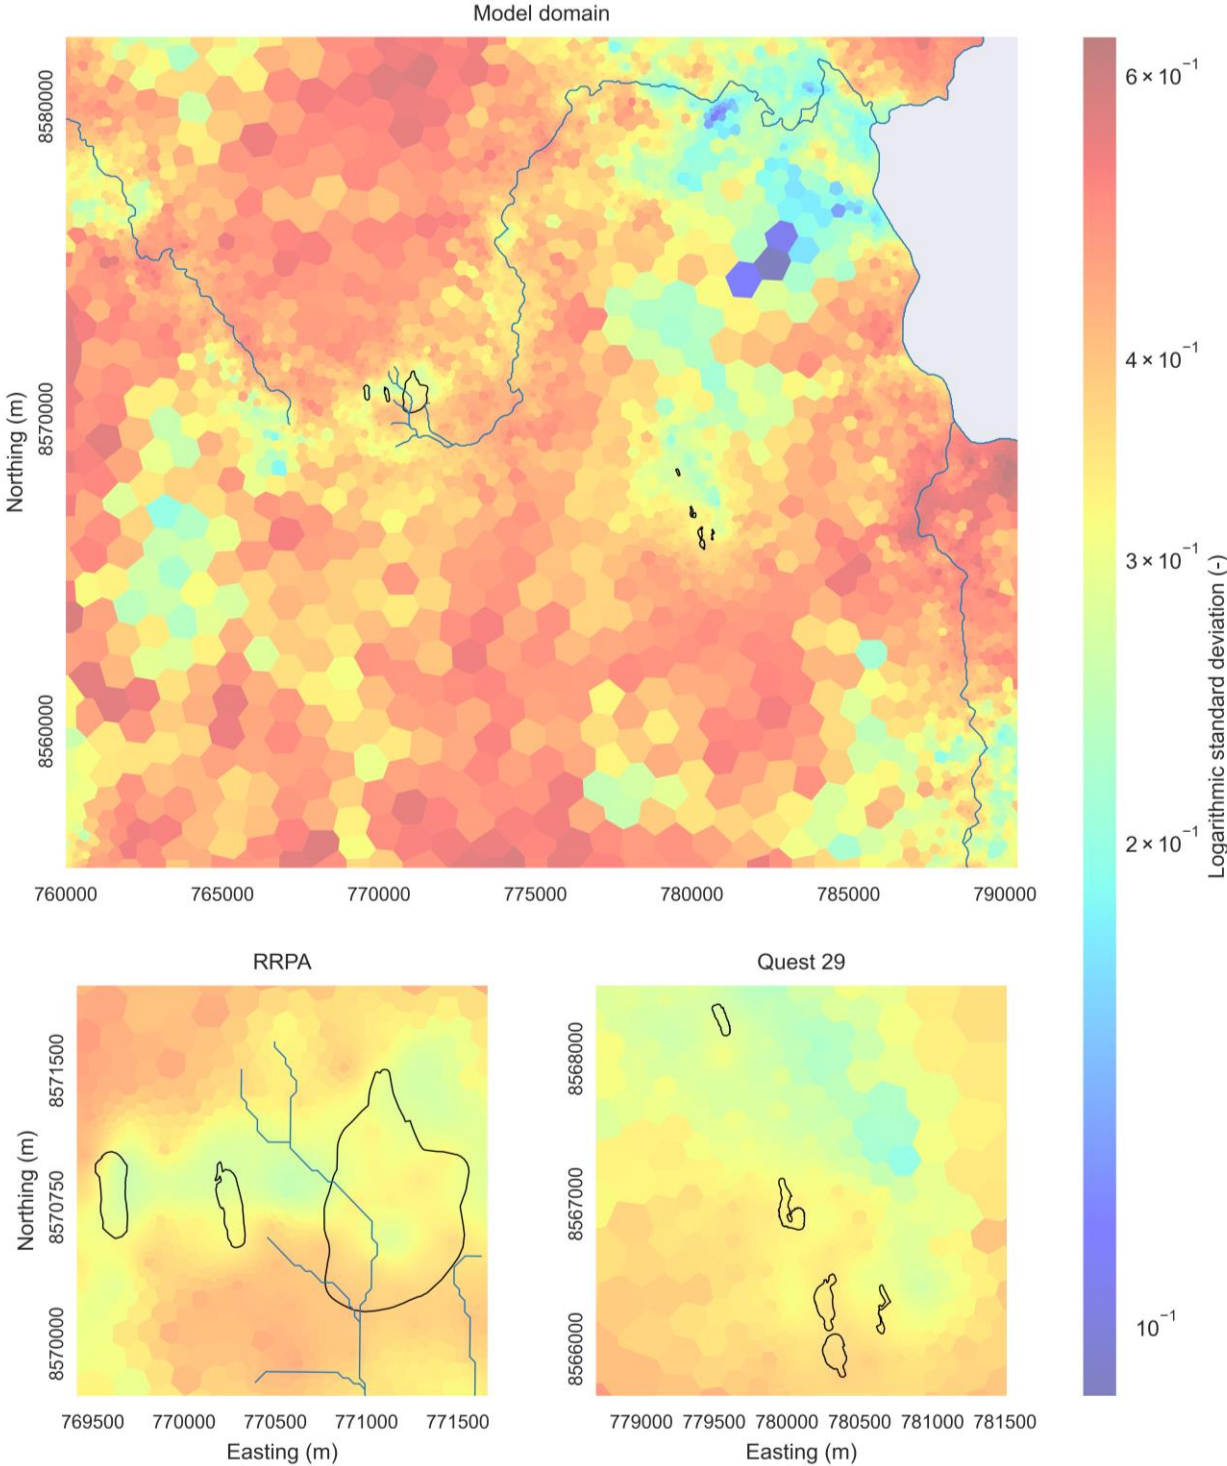 Model domain
6 × 10⁻¹
8580000
4 × 10⁻¹
8570000
Northing (m)
3 × 10⁻¹
Logarithmic standard deviation (-)
8560000
2 × 10⁻¹
760000 765000 770000 775000 780000 785000 790000
RRPA
Quest 29
8571500
8568000
Northing (m)
8570750
8567000
8570000
8566000
10⁻¹
769500 770000 770500 771000 771500
779000 779500 780000 780500 781000 781500
Easting (m)
Easting (m)